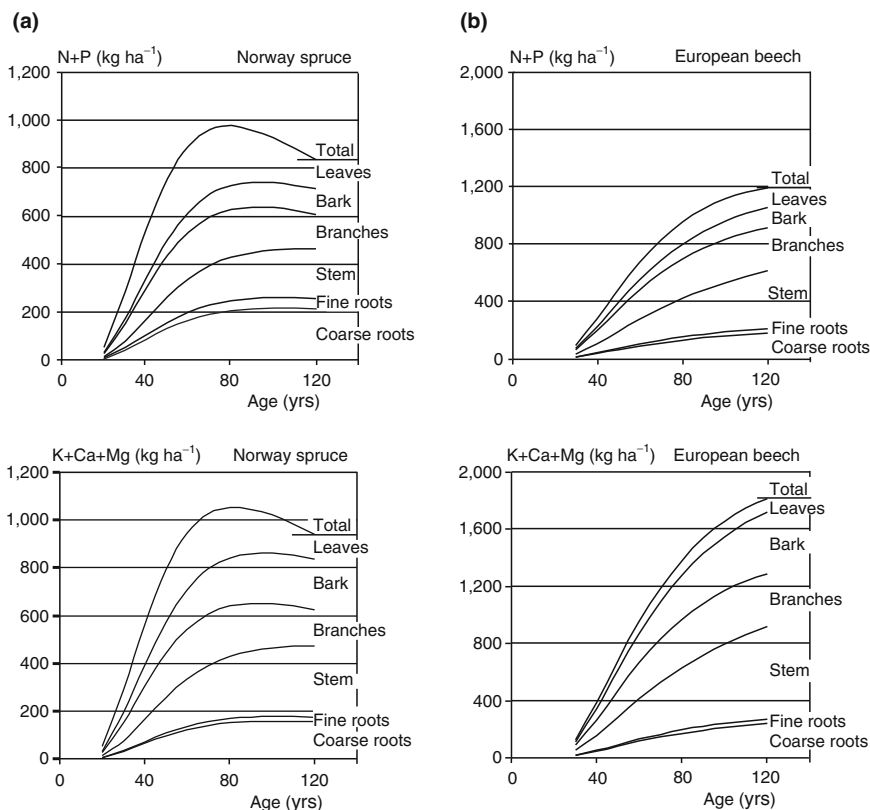 (a)
N+P (kg ha⁻¹) Norway spruce
1,200
1,000
800
600
400
200
0
Total
Leaves
Bark
Branches
Stem
Fine roots
Coarse roots
0 40 80 120
Age (yrs)
(b)
N+P (kg ha⁻¹) European beech
2,000
1,600
1,200
800
400
0
Total
Leaves
Bark
Branches
Stem
Fine roots
Coarse roots
0 40 80 120
Age (yrs)
K+Ca+Mg (kg ha⁻¹) Norway spruce
1,200
1,000
800
600
400
200
0
Total
Leaves
Bark
Branches
Stem
Fine roots
Coarse roots
0 40 80 120
Age (yrs)
K+Ca+Mg (kg ha⁻¹) European beech
2,000
1,600
1,200
800
400
0
Total
Leaves
Bark
Branches
Stem
Fine roots
Coarse roots
0 40 80 120
Age (yrs)